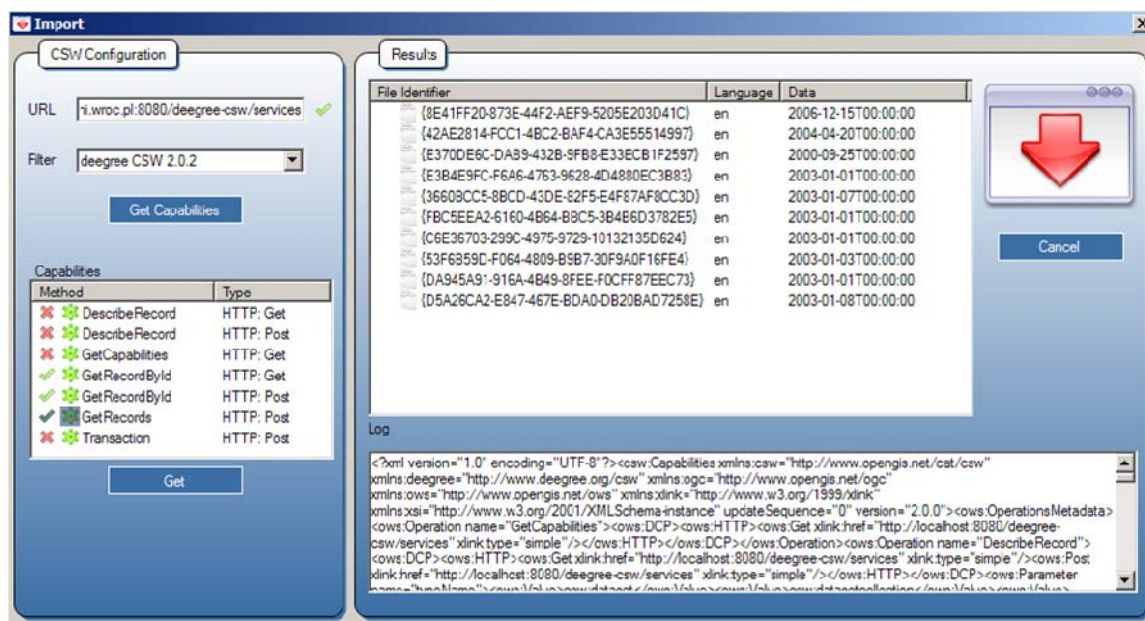 Import
CSW Configuration
URL ni.wroc.pl:8080/deegree-csw/services
Filter deegree CSW 2.0.2
Get Capabilities
Capabilities
Method Type
DescribeRecord HTTP: Get
DescribeRecord HTTP: Post
GetCapabilities HTTP: Get
GetRecordById HTTP: Get
GetRecordById HTTP: Post
GetRecords HTTP: Post
Transaction HTTP: Post
Get
Results
File Identifier Language Data
{8E41FF20-873E-44F2-AEF9-5205E203D41C} en 2006-12-15T00:00:00
{42AE2814-FCC1-4BC2-BAF4-CA3E55514997} en 2004-04-20T00:00:00
{E370DE6C-DAB9-432B-9FB8-E33ECB1F2597} en 2000-09-25T00:00:00
{E3B4E9FC-F6A6-4763-9628-4D4880EC3B83} en 2003-01-01T00:00:00
{36608CC5-8BCD-43DE-82F5-E4F87AF8CC3D} en 2003-01-07T00:00:00
{FBC5EEA2-6160-4B64-B8C5-3B4B6D3782E5} en 2003-01-01T00:00:00
{C6E36703-299C-4975-9729-10132135D624} en 2003-01-01T00:00:00
{53F6859D-F064-4809-B9B7-30F9A0F16FE4} en 2003-01-03T00:00:00
{DA945A91-916A-4B49-8FEE-F0CFF87EEC73} en 2003-01-01T00:00:00
{D5A26CA2-E847-467E-BDA0-DB20BAD7258E} en 2003-01-08T00:00:00
Cancel
Log
<?xml version="1.0" encoding="UTF-8"?><csw:Capabilities xmlns:csw="http://www.opengis.net/cat/csw"
xmlns:deegree="http://www.deegree.org/csw" xmlns:ogc="http://www.opengis.net/ogc"
xmlns:ows="http://www.opengis.net/ows" xmlns:xlink="http://www.w3.org/1999/xlink"
xmlns:xsi="http://www.w3.org/2001/XMLSchema-instance" updateSequence="0" version="2.0.0"><ows:OperationsMetadata>
<ows:Operation name="GetCapabilities"><ows:DCP><ows:HTTP><ows:Get xlink:href="http://localhost:8080/deegree-
csw/services" xlink:type="simple"/></ows:HTTP></ows:DCP></ows:Operation><ows:Operation name="DescribeRecord">
<ows:DCP><ows:HTTP><ows:Get xlink:href="http://localhost:8080/deegree-csw/services" xlink:type="simple"/><ows:Post
xlink:href="http://localhost:8080/deegree-csw/services" xlink:type="simple"/></ows:HTTP></ows:DCP><ows:Parameter